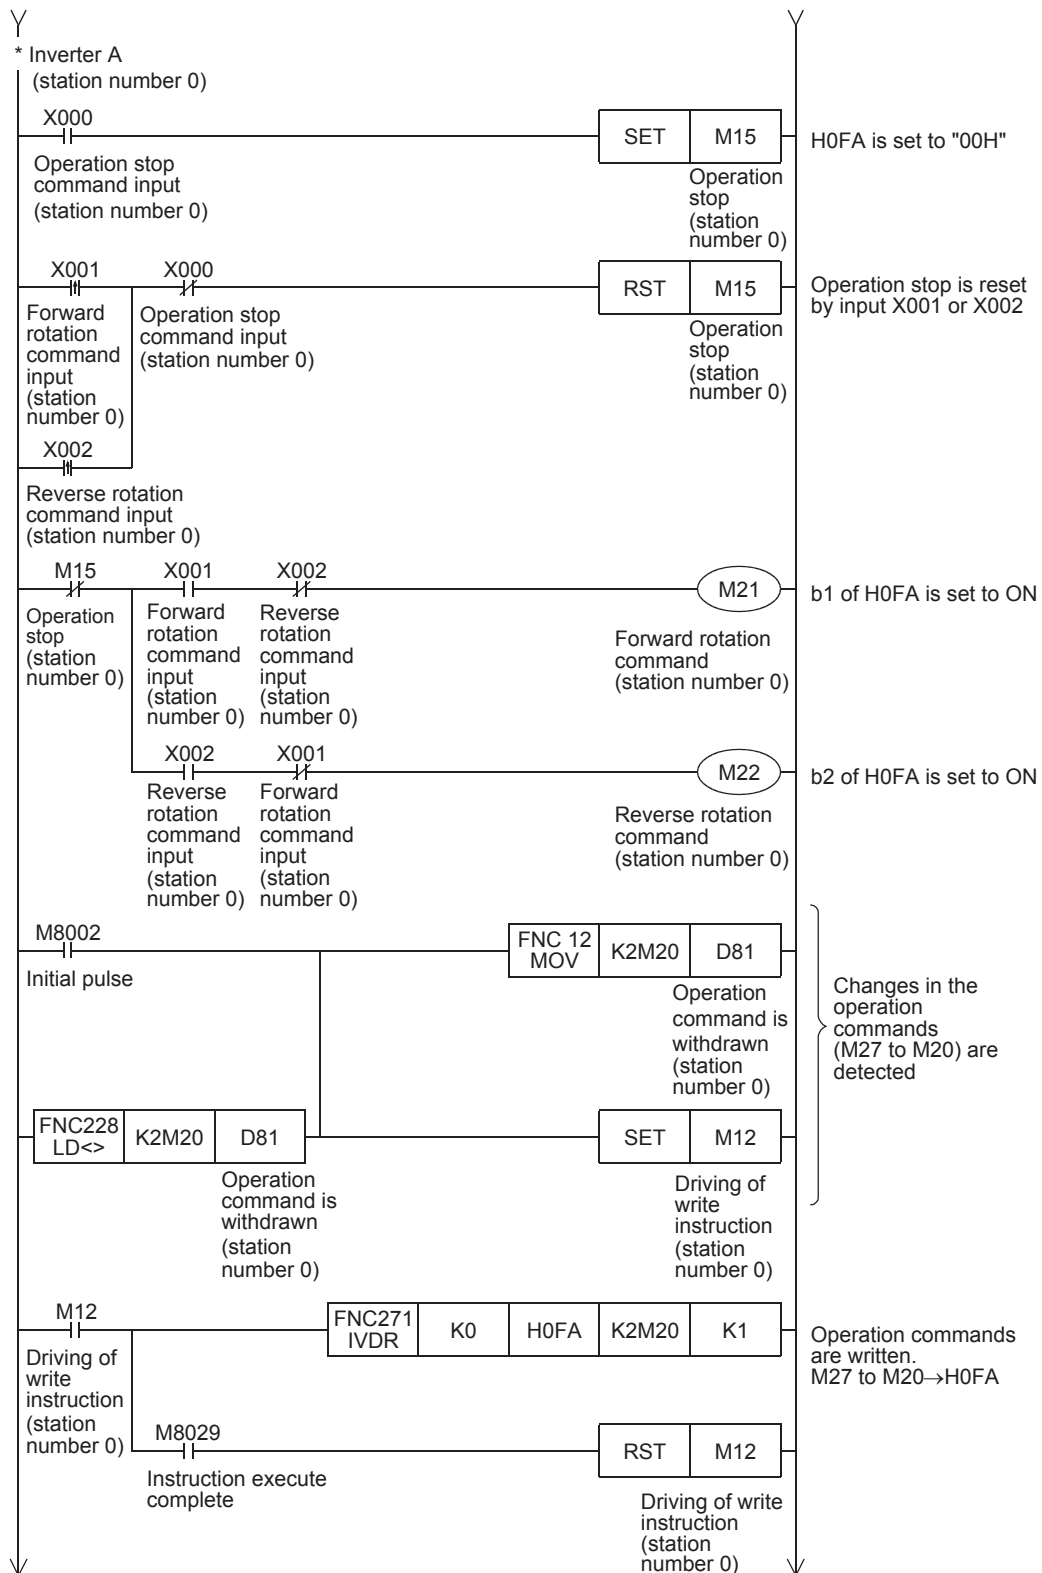 * Inverter A
(station number 0)
X000
SET M15
H0FA is set to "00H"
Operation stop
command input
(station number 0)
Operation
stop
(station
number 0)
X001 X000
RST M15
Operation stop is reset
by input X001 or X002
Forward
rotation
command
input
(station
number 0)
Operation stop
command input
(station number 0)
Operation
stop
(station
number 0)
X002
Reverse rotation
command input
(station number 0)
M15 X001 X002
M21
b1 of H0FA is set to ON
Operation
stop
(station
number 0)
Forward
rotation
command
input
(station
number 0)
Reverse
rotation
command
input
(station
number 0)
Forward rotation
command
(station number 0)
X002 X001
M22
b2 of H0FA is set to ON
Reverse
rotation
command
input
(station
number 0)
Forward
rotation
command
input
(station
number 0)
Reverse rotation
command
(station number 0)
M8002
FNC 12
MOV
K2M20 D81
Initial pulse
Operation
command is
withdrawn
(station
number 0)
Changes in the
operation
commands
(M27 to M20) are
detected
FNC228
LD<>
K2M20 D81
SET M12
Operation
command is
withdrawn
(station
number 0)
Driving of
write
instruction
(station
number 0)
M12
FNC271
IVDR
K0 H0FA K2M20 K1
Operation commands
are written.
M27 to M20→H0FA
Driving of
write
instruction
(station
number 0)
M8029
RST M12
Instruction execute
complete
Driving of write
instruction
(station
number 0)